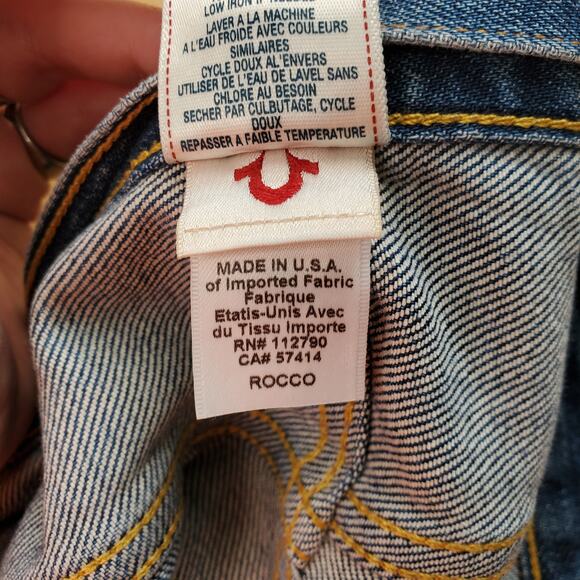 LOW IRON IF NEEDED
LAVER A LA MACHINE
A L'EAU FROIDE AVEC COULEURS
SIMILAIRES
CYCLE DOUX AL'ENVERS
UTILISER DE L'EAU DE LAVEL SANS
CHLORE AU BESOIN
SECHER PAR CULBUTAGE, CYCLE
DOUX
REPASSER A FAIBLE TEMPERATURE
MADE IN U.S.A.
of Imported Fabric
Fabrique
Etats-Unis Avec
du Tissu Importe
RN# 112790
CA# 57414
ROCCO